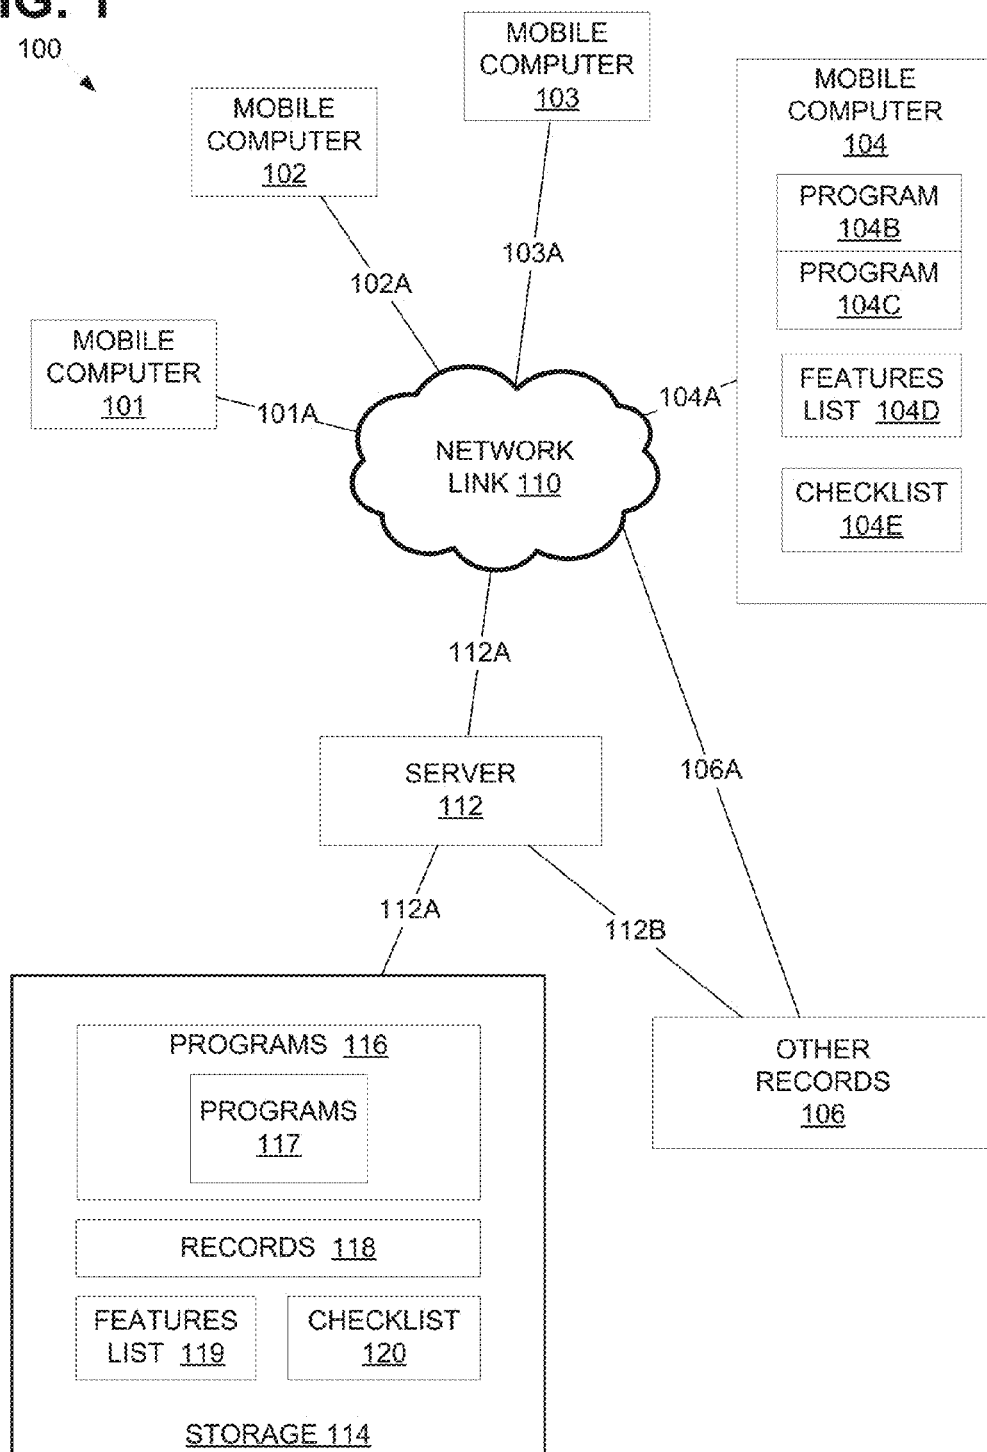 IG. 1
100
MOBILE
COMPUTER
103
MOBILE
COMPUTER
102
MOBILE
COMPUTER
104
PROGRAM
104B
PROGRAM
104C
FEATURES
LIST 104D
CHECKLIST
104E
103A
102A
MOBILE
COMPUTER
101
101A
104A
NETWORK
LINK 110
112A
SERVER
112
106A
112A
112B
PROGRAMS 116
PROGRAMS
117
RECORDS 118
FEATURES
LIST 119
CHECKLIST
120
STORAGE 114
OTHER
RECORDS
106